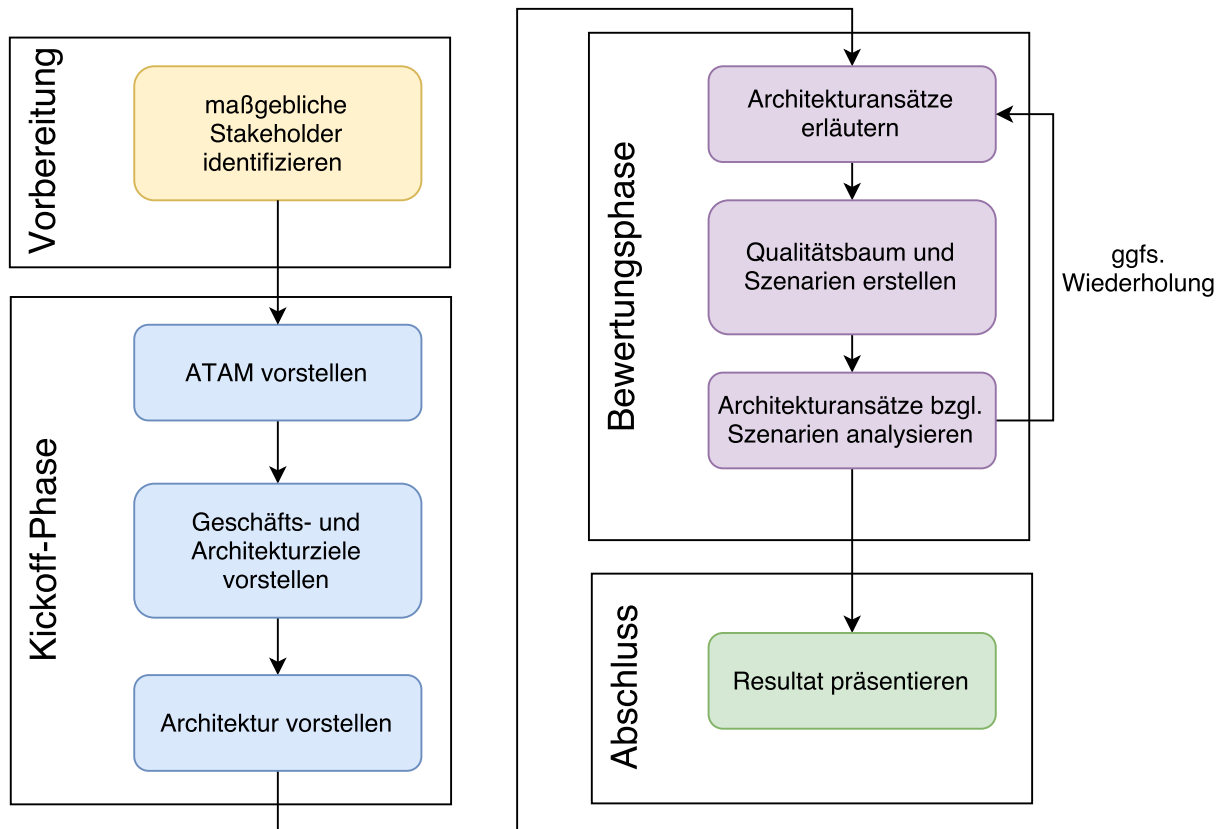 Vorbereitung
maßgebliche
Stakeholder
identifizieren
Kickoff-Phase
ATAM vorstellen
Geschäfts- und
Architekturziele
vorstellen
Architektur vorstellen
Bewertungsphase
Architekturansätze
erläutern
Qualitätsbaum und
Szenarien erstellen
Architekturansätze bzgl.
Szenarien analysieren
ggfs.
Wiederholung
Abschluss
Resultat präsentieren